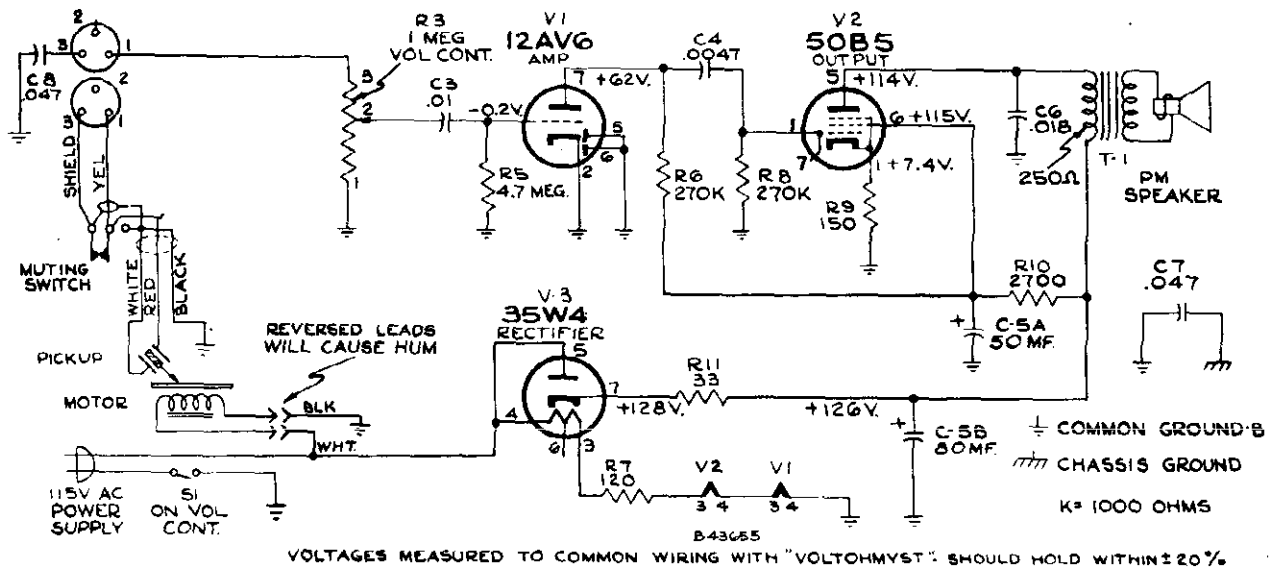 2
3
1
C8
.047
2
3
1
SHIELD
YEL
MUTING
SWITCH
WHITE
RED
BLACK
PICKUP
MOTOR
REVERSED LEADS
WILL CAUSE HUM
BLK
WHT.
115V AC
POWER
SUPPLY
S1
ON VOL
CONT.
R3
1 MEG
VOL CONT.
3
2
1
C3
.01
-0.2V.
R5
4.7 MEG.
V1
12AV6
AMP
7
+62V.
1
5
6
2
C4
.0047
R6
270K
R8
270K
V2
50B5
OUTPUT
5
+114V.
1
6 +115V.
7
1 +7.4V.
R9
150
C6
.018
250Ω
T-1
PM
SPEAKER
R10
2700
+
C-5A
50 MF.
C7
.047
V-3
35W4
RECTIFIER
5
4
7
+128V.
6
3
R11
33
+126V.
+
C-5B
80MF.
R7
120
V2
3 4
V1
3 4
COMMON GROUND·B
CHASSIS GROUND
K= 1000 OHMS
B43655
VOLTAGES MEASURED TO COMMON WIRING WITH "VOLTOHMYST". SHOULD HOLD WITHIN ± 20 %.